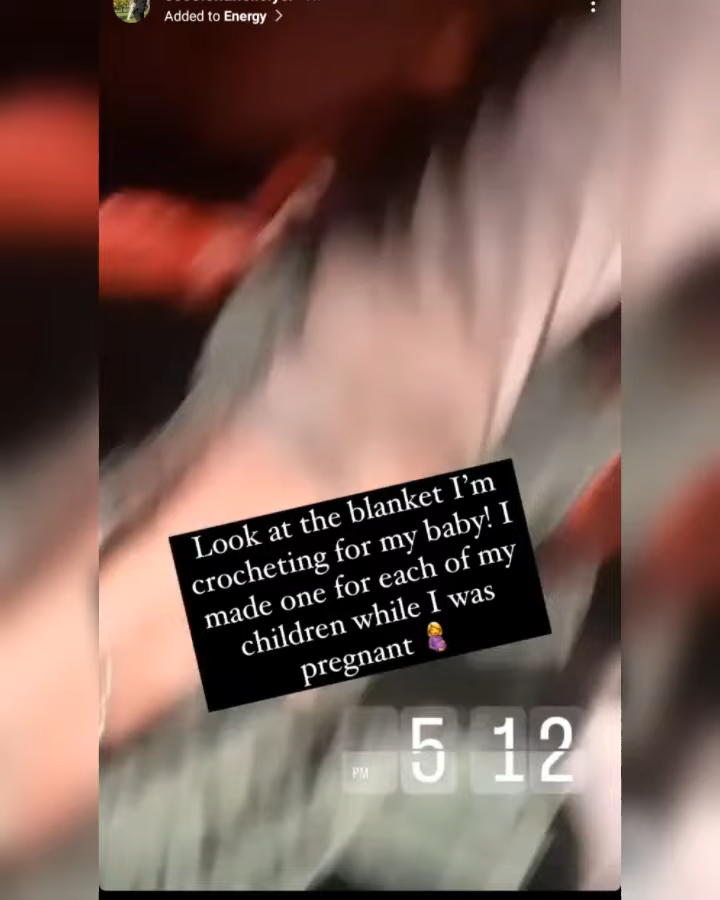 Added to Energy
Look at the blanket I’m
crocheting for my baby! I
made one for each of my
children while I was
pregnant 🤰
PM 5 12